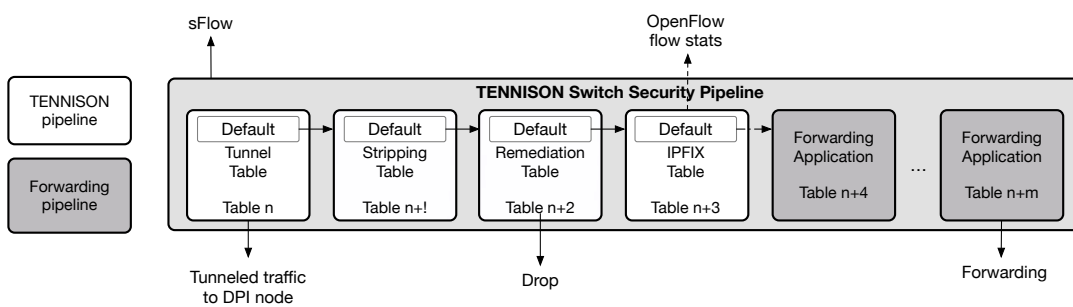 sFlow
OpenFlow
flow stats
TENNISON
pipeline
Forwarding
pipeline
TENNISON Switch Security Pipeline
Default
Tunnel
Table
Table n
Default
Stripping
Table
Table n+!
Default
Remediation
Table
Table n+2
Default
IPFIX
Table
Table n+3
Forwarding
Application
Table n+4
...
Forwarding
Application
Table n+m
Tunneled traffic
to DPI node
Drop
Forwarding